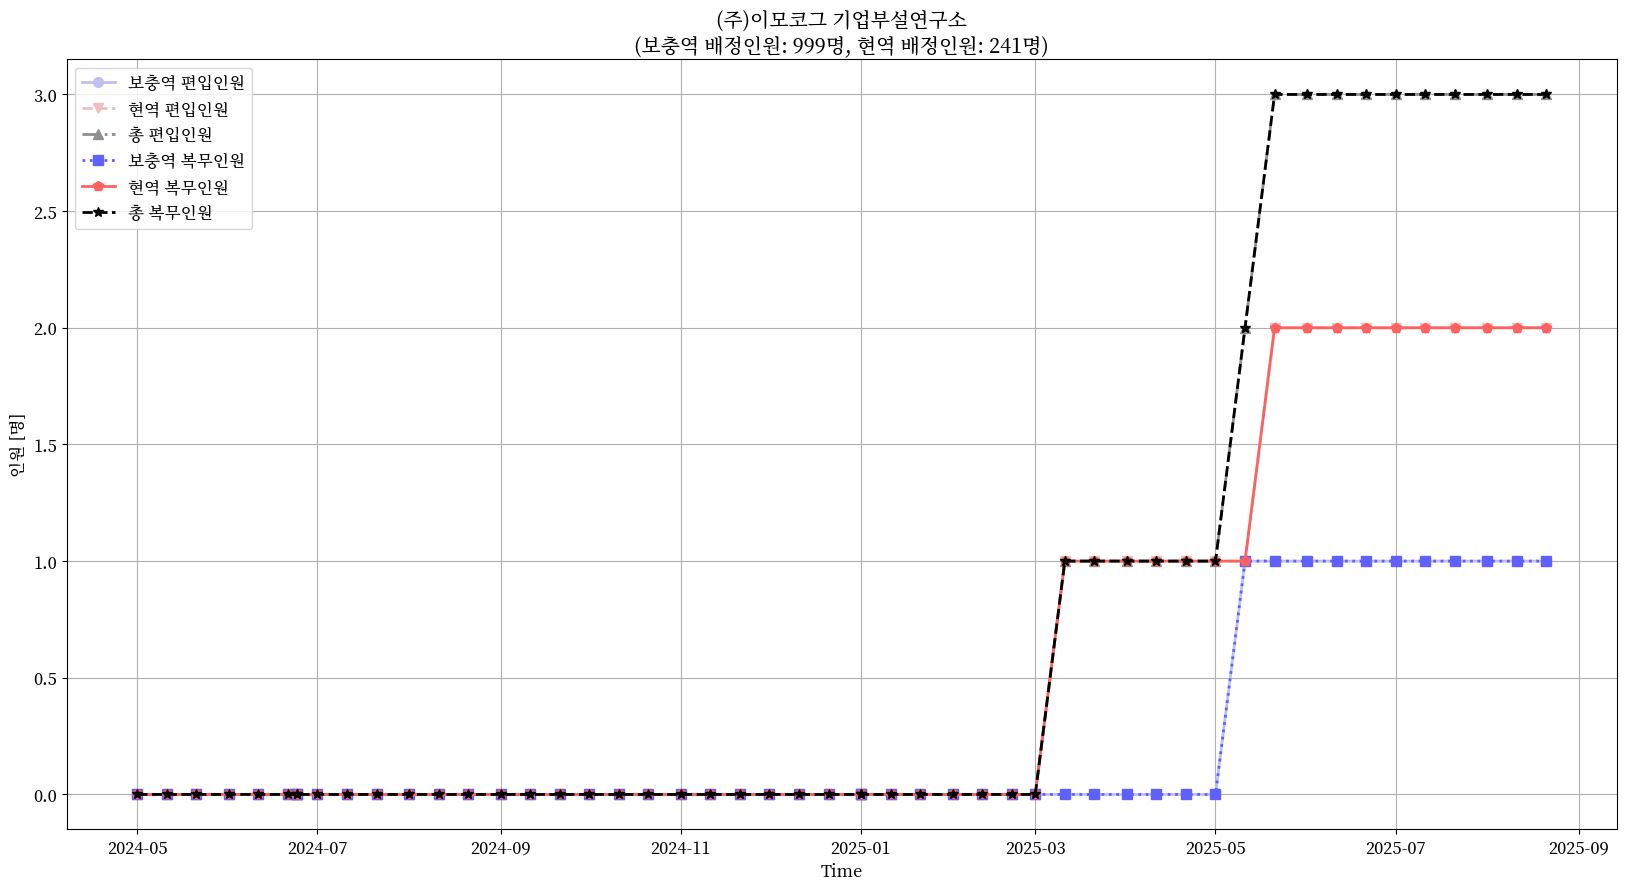 (주)이모코그 기업부설연구소
(보충역 배정인원: 999명, 현역 배정인원: 241명)
보충역 편입인원
현역 편입인원
총 편입인원
보충역 복무인원
현역 복무인원
총 복무인원
3.0
2.5
2.0
1.5
1.0
0.5
0.0
인원 [명]
2024-05
2024-07
2024-09
2024-11
2025-01
2025-03
2025-05
2025-07
2025-09
Time